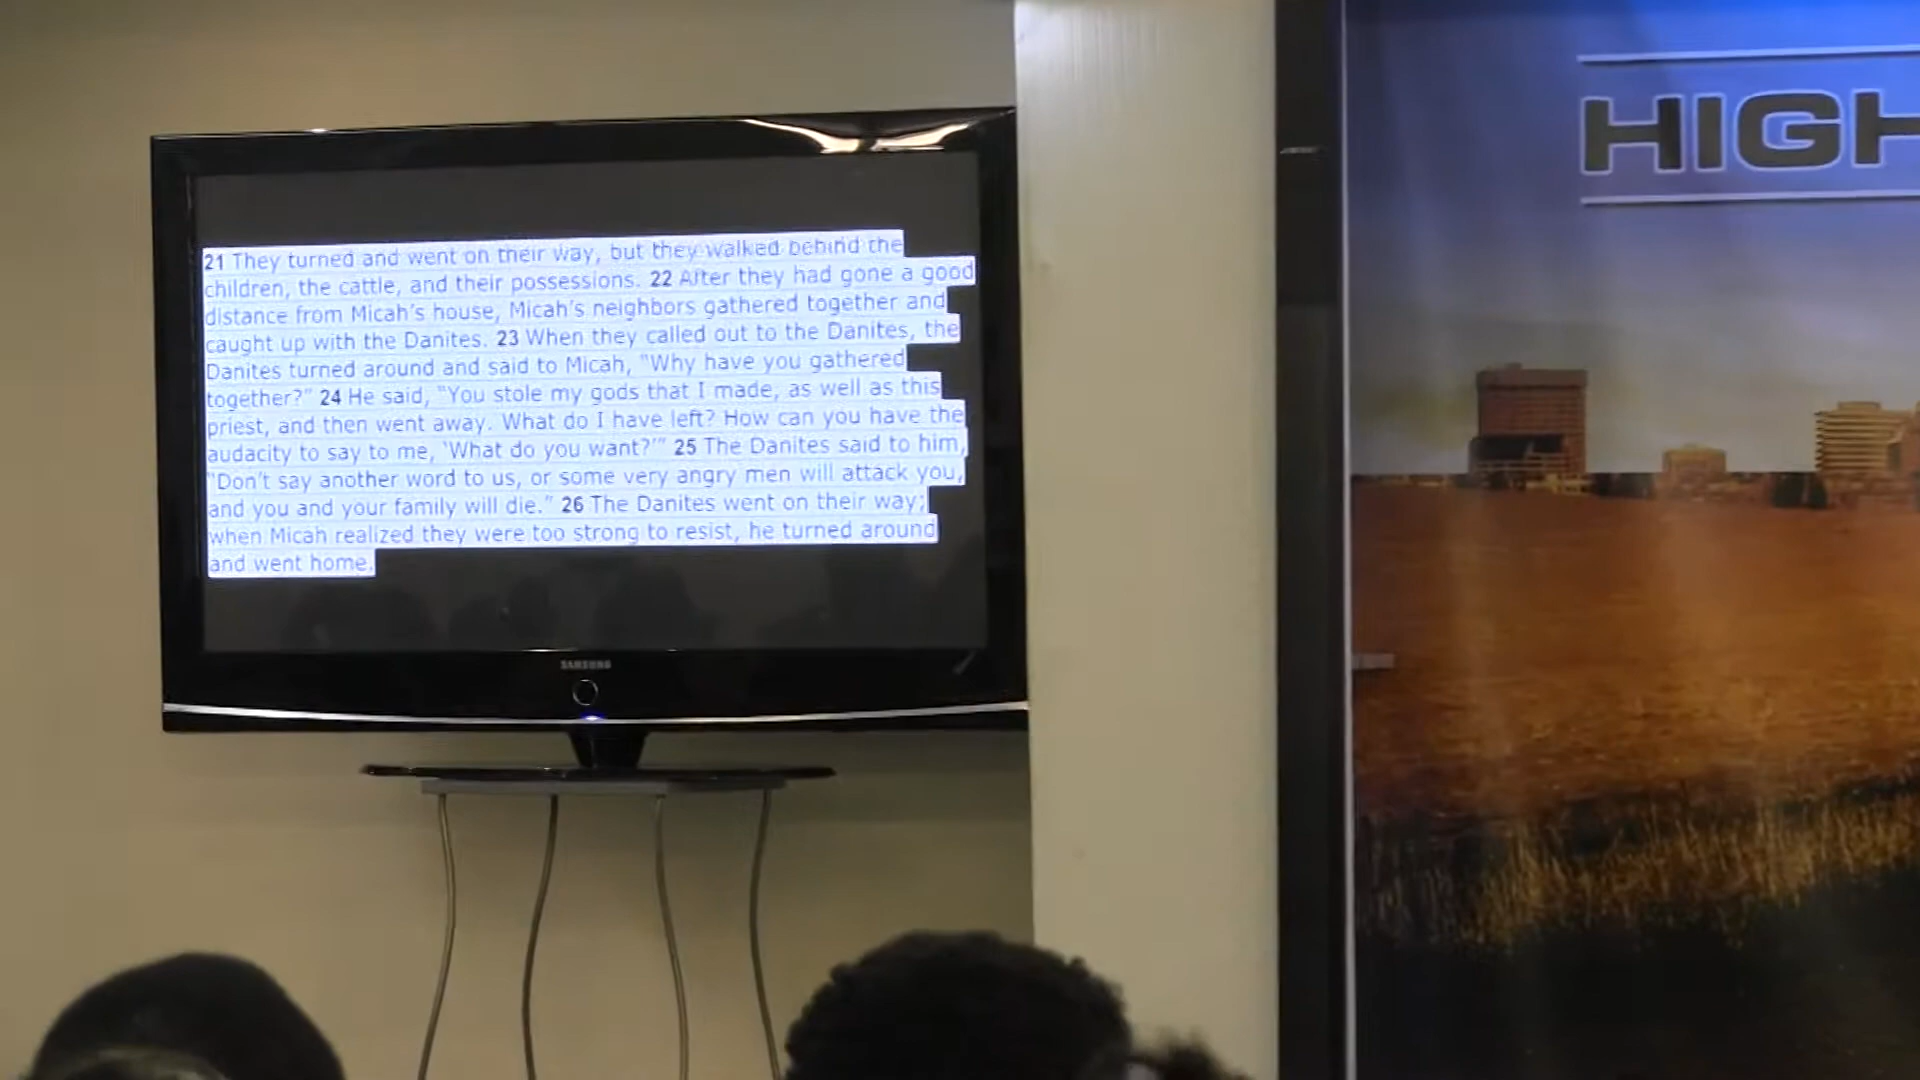 21 They turned and went on their way, but they walked behind the
children, the cattle, and their possessions. 22 After they had gone a good
distance from Micah's house, Micah's neighbors gathered together and
caught up with the Danites. 23 When they called out to the Danites, the
Danites turned around and said to Micah, "Why have you gathered
together?" 24 He said, "You stole my gods that I made, as well as this
priest, and then went away. What do I have left? How can you have the
audacity to say to me, 'What do you want?'" 25 The Danites said to him,
"Don't say another word to us, or some very angry men will attack you,
and you and your family will die." 26 The Danites went on their way;
when Micah realized they were too strong to resist, he turned around
and went home.
SAMSUNG
HIGH